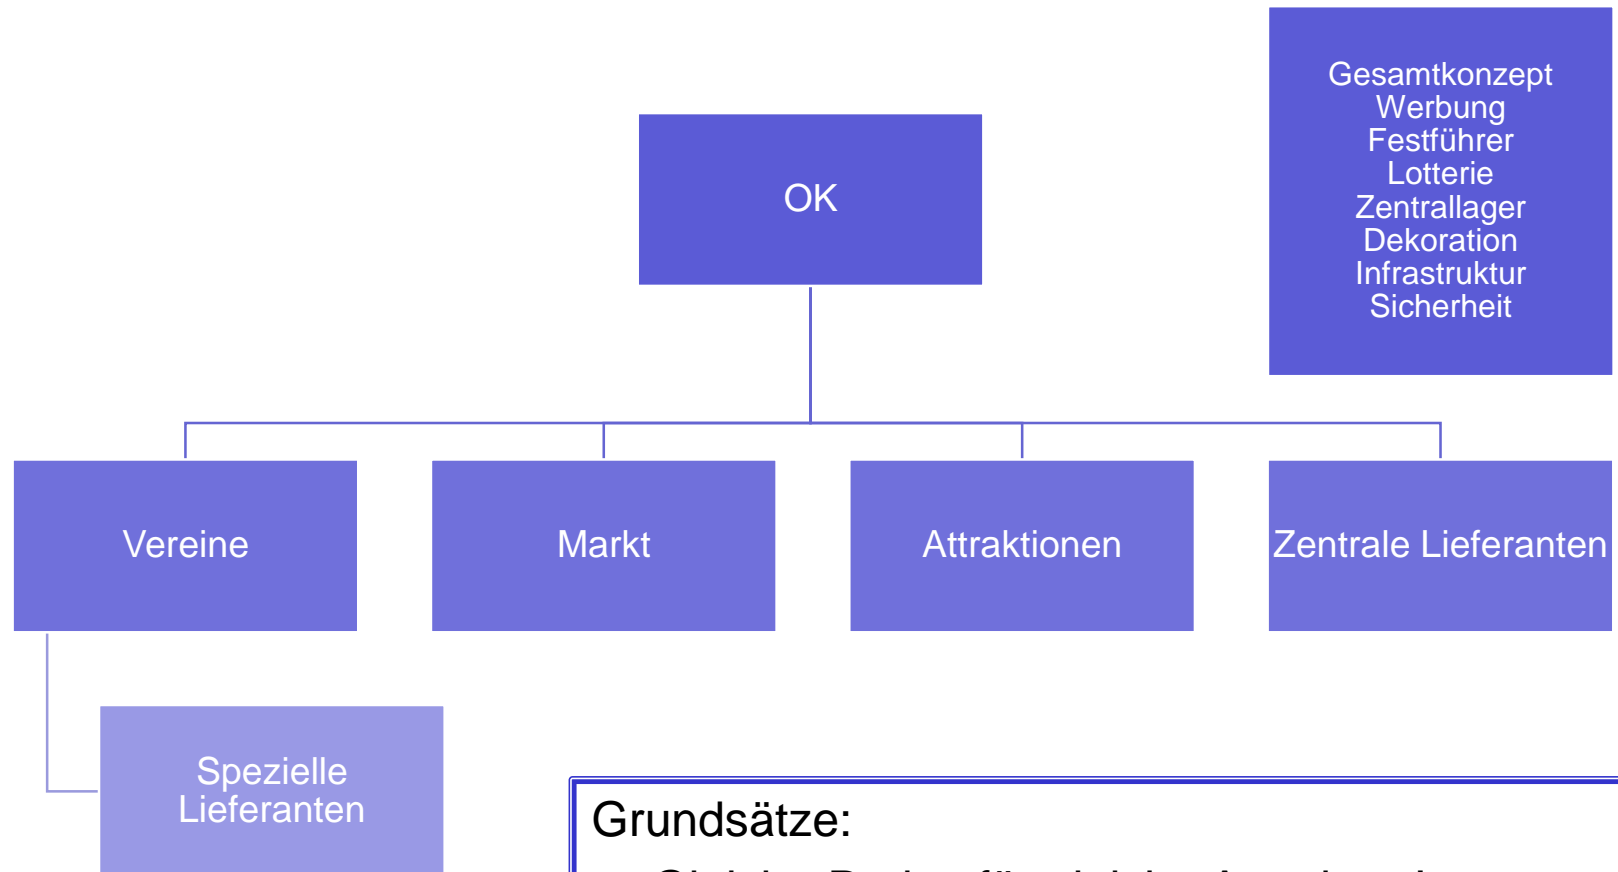 Gesamtkonzept
Werbung
Festführer
Lotterie
Zentrallager
Dekoration
Infrastruktur
Sicherheit
OK
Vereine
Markt
Attraktionen
Zentrale Lieferanten
Spezielle
Lieferanten
Grundsätze: